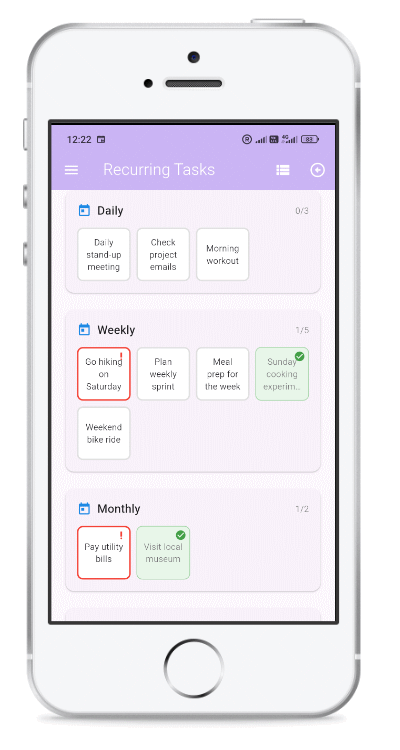 12:22
4G
83
Recurring Tasks
Daily
0/3
Daily
stand-up
meeting
Check
project
emails
Morning
workout
Weekly
1/5
Go hiking
on
Saturday
!
Plan
weekly
sprint
Meal
prep for
the week
Sunday
cooking
experim...
Weekend
bike ride
Monthly
1/2
Pay utility
bills
!
Visit local
museum